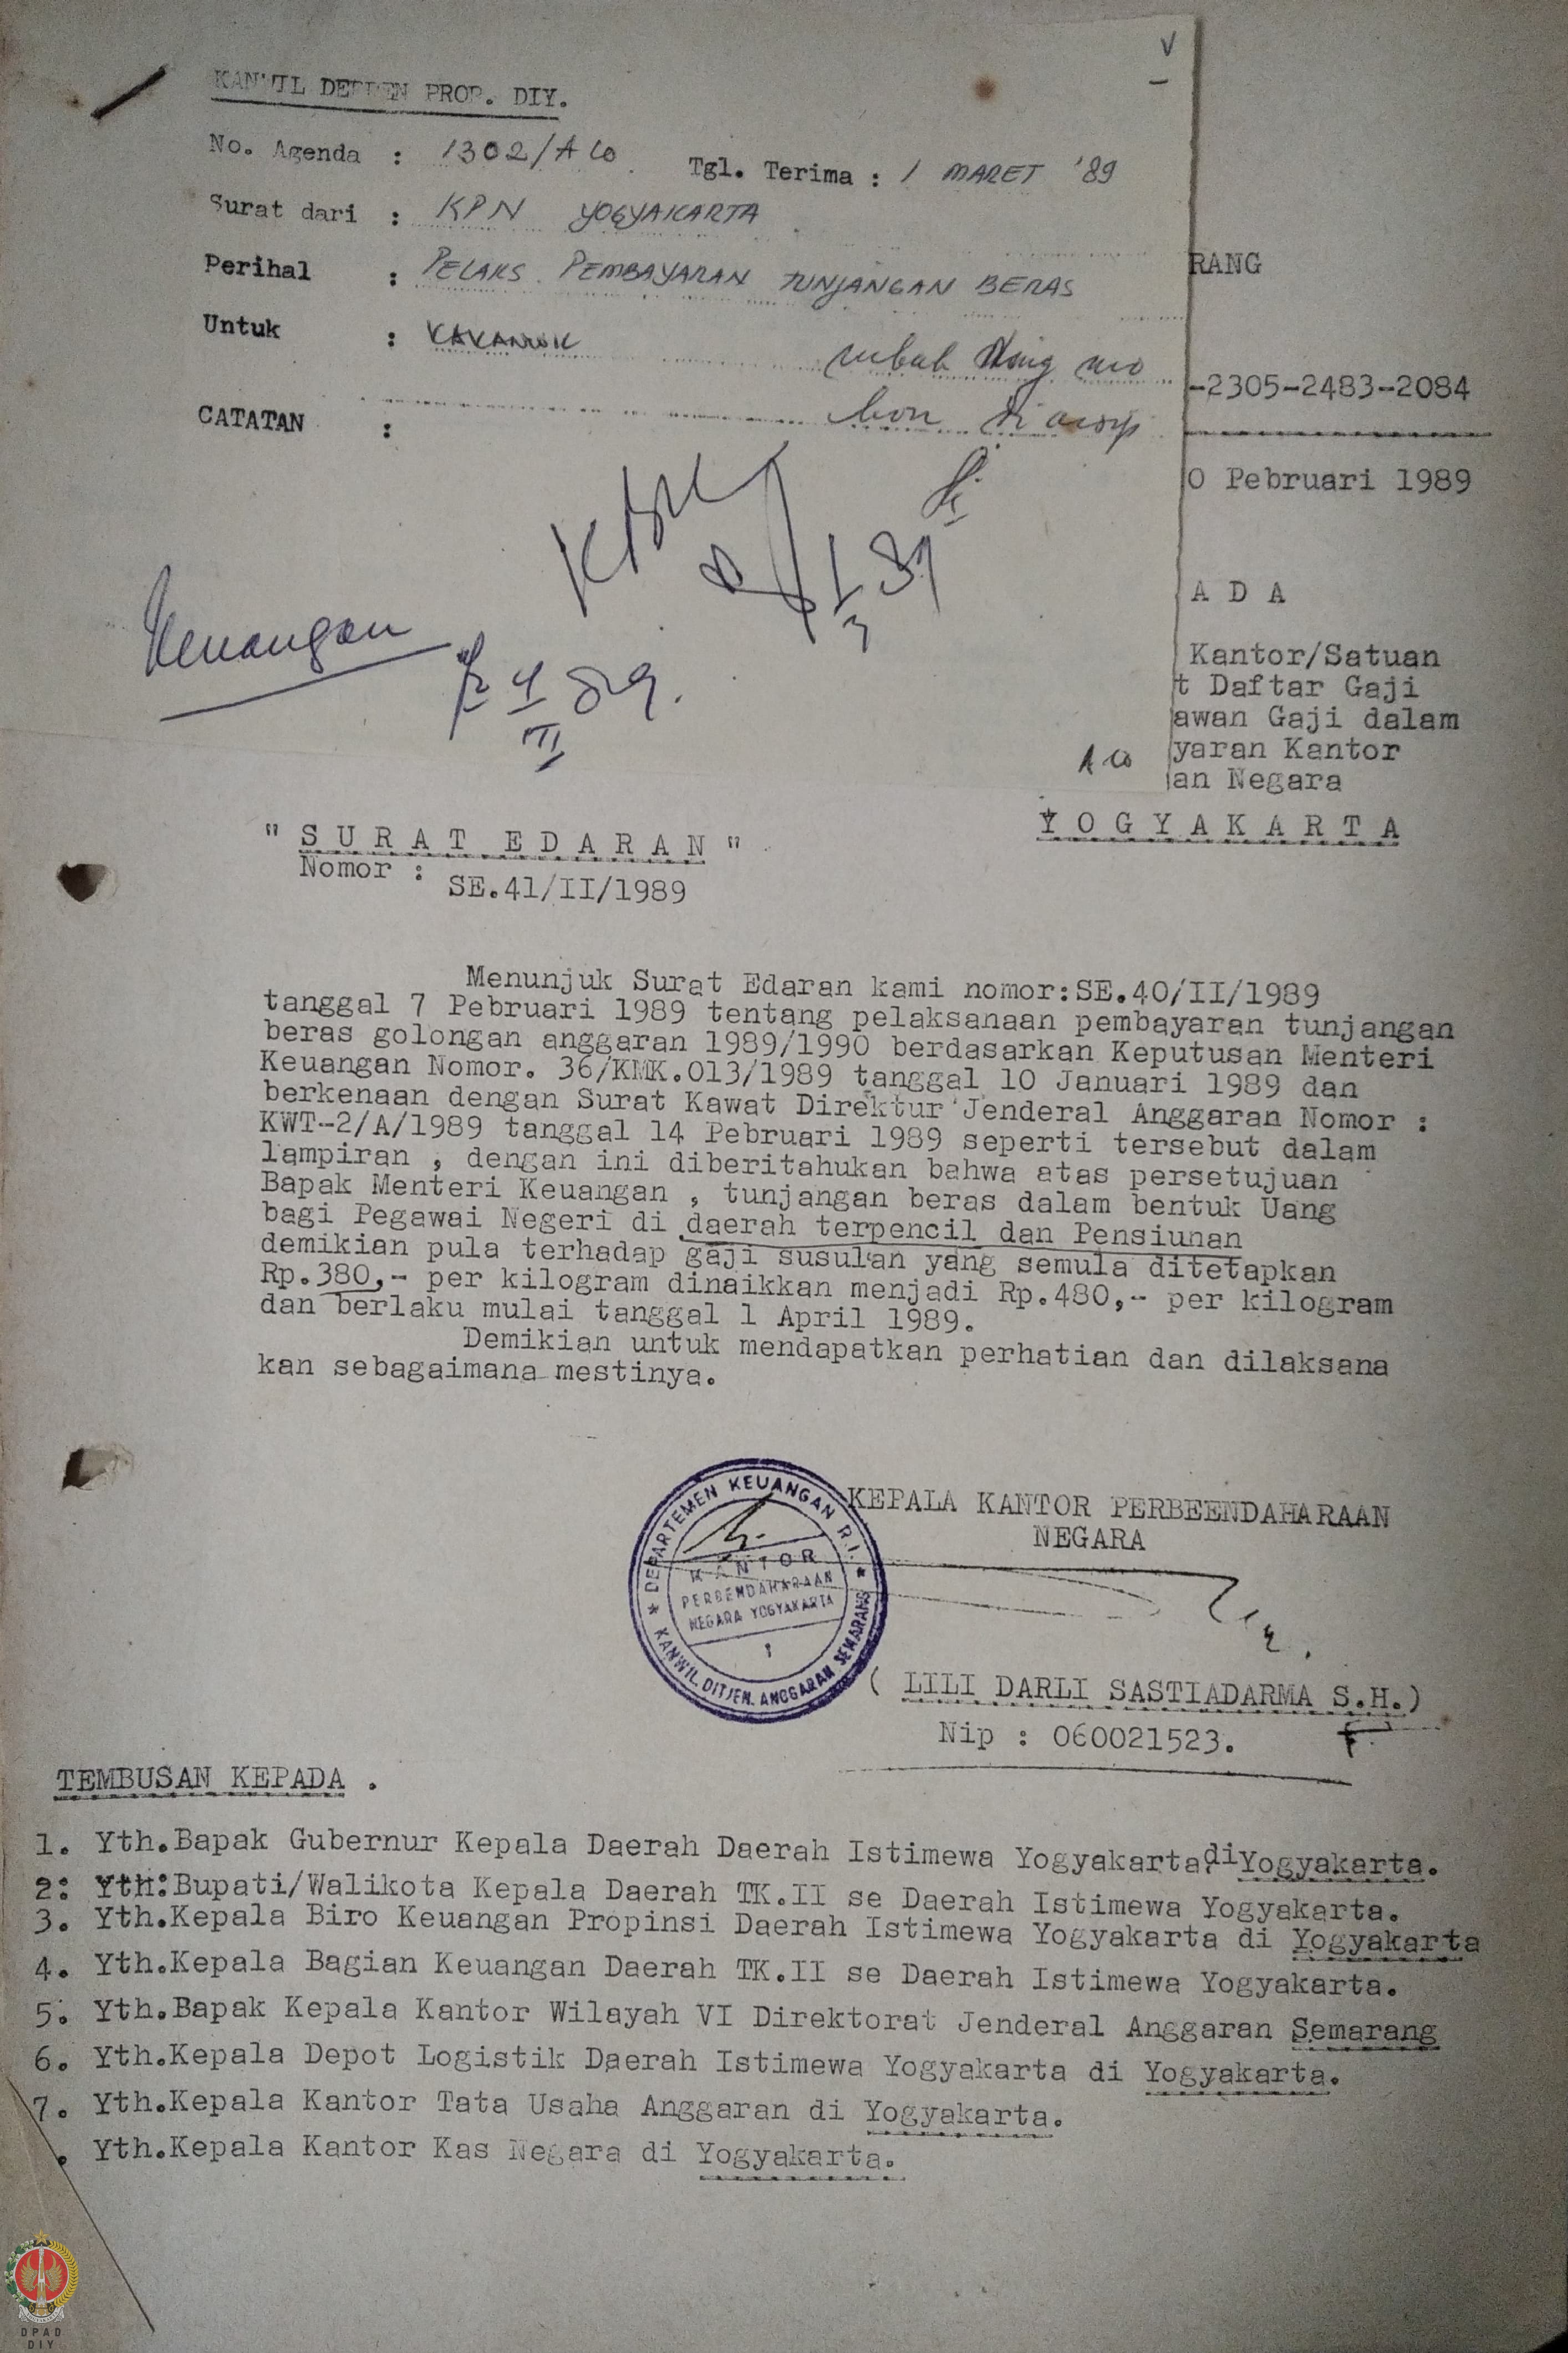 KANWIL DEPPEN PROP. DIY.
No. Agenda : 1302/A Co Tgl. Terima : 1 MARET '89
Surat dari : KPN YOGYAKARTA
Perihal : PELAKS. PEMBAYARAN TUNJANGAN BERAS
RANG
Untuk : KAKANWIL
-2305-2483-2084
CATATAN :
0 Pebruari 1989
A D A
Keuangan
Kantor/Satuan
t Daftar Gaji
awan Gaji dalam
yaran Kantor
an Negara
Y O G Y A K A R T A
" S U R A T E D A R A N "
Nomor :
SE.41/II/1989
Menunjuk Surat Edaran kami nomor:SE.40/II/1989
tanggal 7 Pebruari 1989 tentang pelaksanaan pembayaran tunjangan
beras golongan anggaran 1989/1990 berdasarkan Keputusan Menteri
Keuangan Nomor. 36/KMK.013/1989 tanggal 10 Januari 1989 dan
berkenaan dengan Surat Kawat Direktur Jenderal Anggaran Nomor :
KWT-2/A/1989 tanggal 14 Pebruari 1989 seperti tersebut dalam
lampiran , dengan ini diberitahukan bahwa atas persetujuan
Bapak Menteri Keuangan , tunjangan beras dalam bentuk Uang
bagi Pegawai Negeri di daerah terpencil dan Pensiunan
demikian pula terhadap gaji susulan yang semula ditetapkan
Rp.380,- per kilogram dinaikkan menjadi Rp.480,- per kilogram
dan berlaku mulai tanggal 1 April 1989.
Demikian untuk mendapatkan perhatian dan dilaksana
kan sebagaimana mestinya.
KEPALA KANTOR PERBEENDAHARAAN
NEGARA
DEPARTEMEN KEUANGAN R.I.
KANTOR
PERBENDAHARAAN
NEGARA YOGYAKARTA
1
KANWIL DITJEN. ANGGARAN SEMARANG
( LILI DARLI SASTIADARMA S.H.)
Nip : 060021523.
TEMBUSAN KEPADA .
1. Yth.Bapak Gubernur Kepala Daerah Daerah Istimewa Yogyakarta,di Yogyakarta.
2: Yth:Bupati/Walikota Kepala Daerah TK.II se Daerah Istimewa Yogyakarta.
3. Yth.Kepala Biro Keuangan Propinsi Daerah Istimewa Yogyakarta di Yogyakarta
4. Yth.Kepala Bagian Keuangan Daerah TK.II se Daerah Istimewa Yogyakarta.
5. Yth.Bapak Kepala Kantor Wilayah VI Direktorat Jenderal Anggaran Semarang
6. Yth.Kepala Depot Logistik Daerah Istimewa Yogyakarta di Yogyakarta.
7. Yth.Kepala Kantor Tata Usaha Anggaran di Yogyakarta.
. Yth.Kepala Kantor Kas Negara di Yogyakarta.
DPAD
DIY